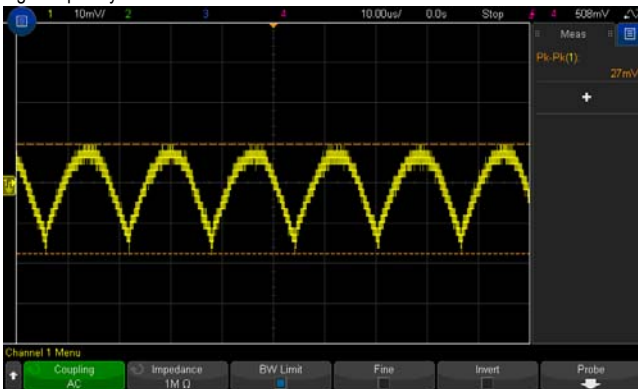 1 10mV/ 2 3 4 10.00us/ 0.0s Stop 4 508mV
Meas
Pk-Pk(1):
27mV
+
Channel 1 Menu
Coupling
AC
Impedance
1M Ω
BW Limit
Fine
Invert
Probe